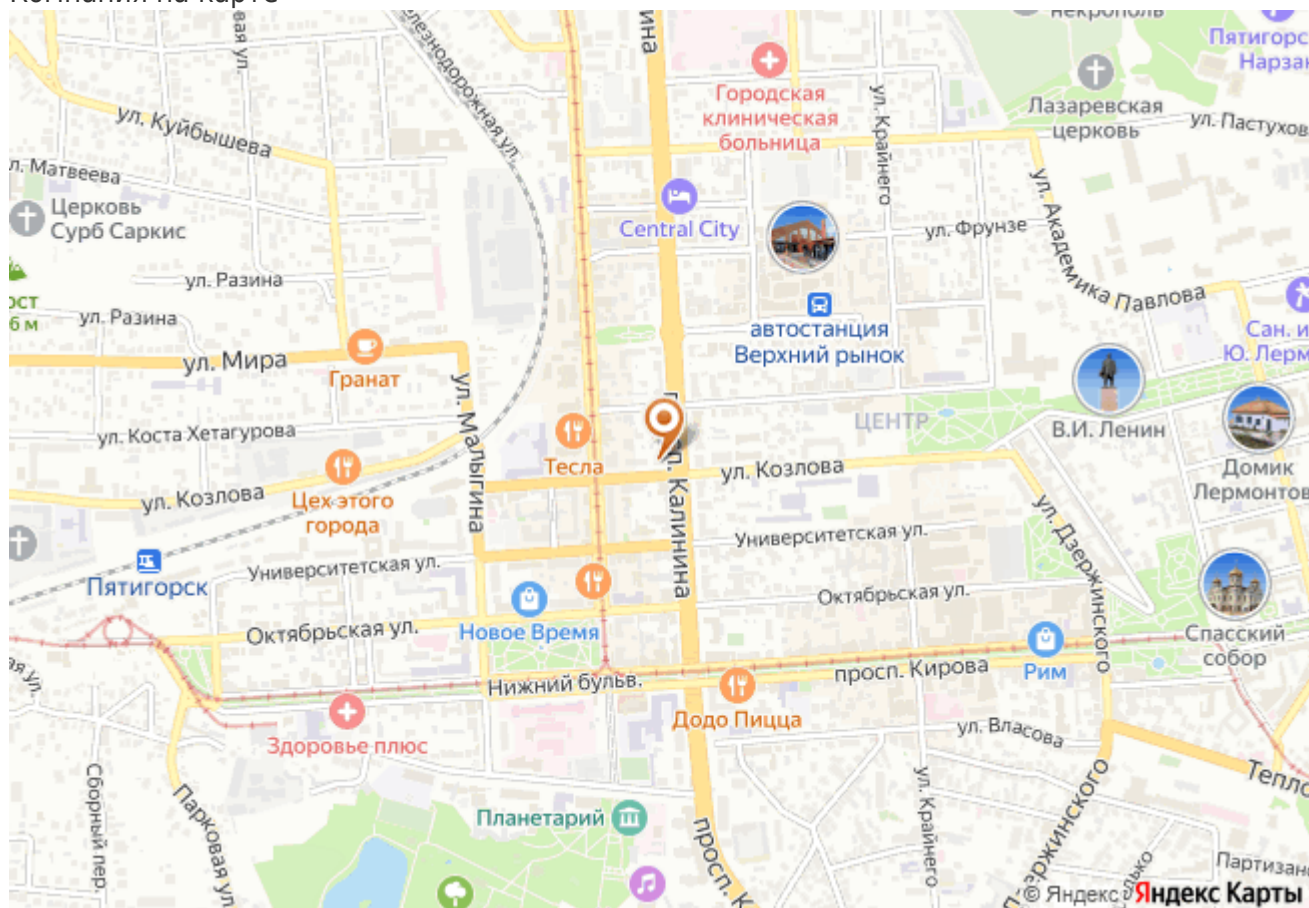 некрополь
Пятигорс
Нарзан
Городская
клиническая
больница
Лазаревская
церковь
ул. Пастухов
ул. Крайнего
железнодорожная ул.
ул. Куйбышева
л. Матвеева
Церковь
Сурб Саркис
Central City
ул. Фрунзе
ул. Академика Павлова
ул. Разина
ул. Разина
ул. Мира
Гранат
автостанция
Верхний рынок
Сан. и
Ю. Лерм
ул. Малыгина
ул. Коста Хетагурова
Тесла
ЦЕНТР
В.И. Ленин
Домик
Лермонтов
ул. Козлова
ул. Козлова
Цех этого
города
Калинина
Университетская ул.
Университетская ул.
ул. Дзержинского
Пятигорск
Октябрьская ул.
Октябрьская ул.
Новое Время
Спасский
собор
Рим
просп. Кирова
Нижний бульв.
Додо Пицца
Здоровье плюс
ул. Власова
Сборный пер.
Парковая ул.
Планетарий
просп. К
ул. Крайнего
Дзержинского
Тепло
Партизан
© Яндекс
Яндекс Карты